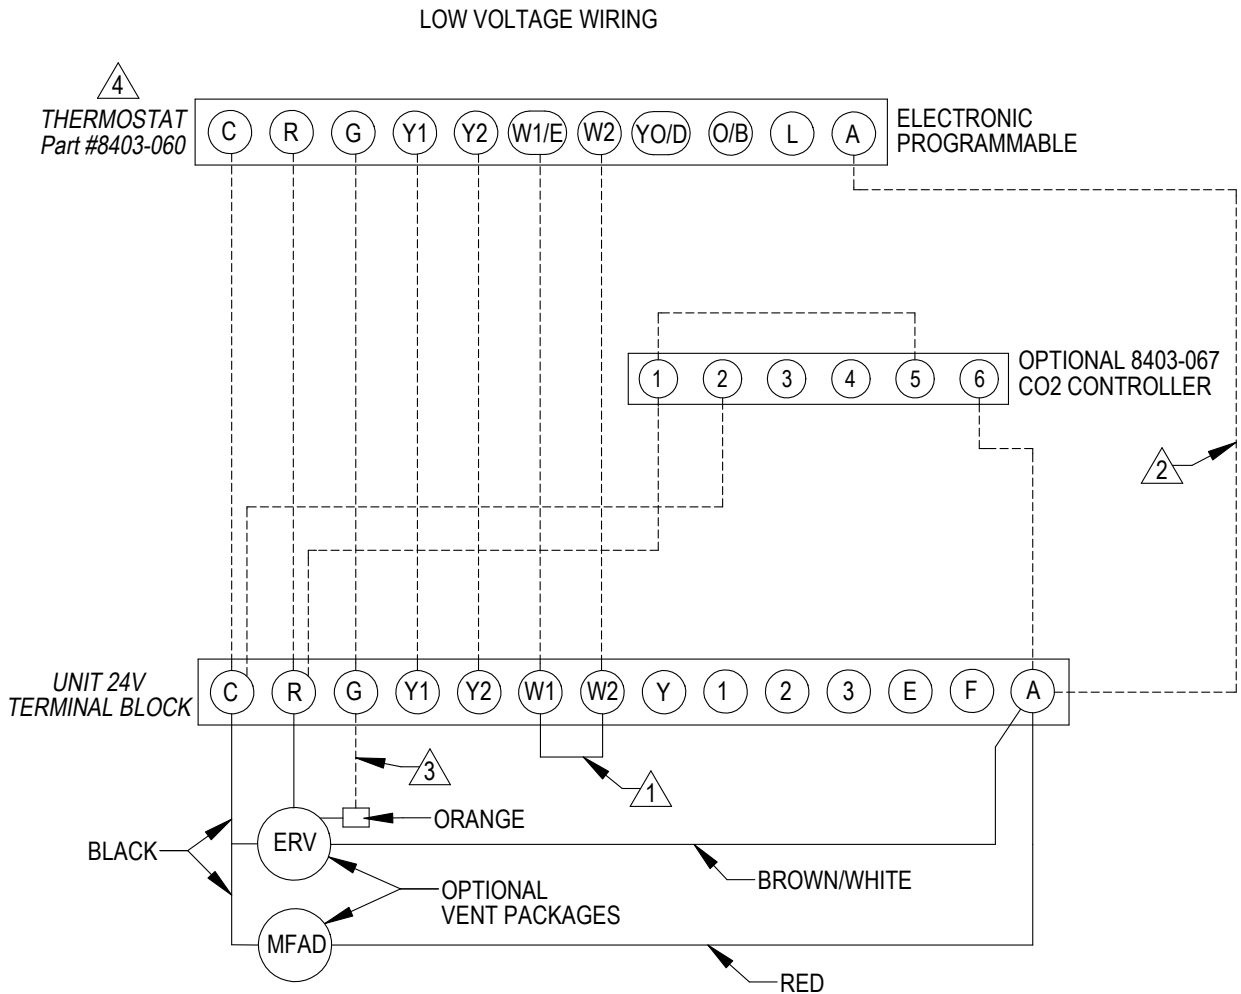 LOW VOLTAGE WIRING
4
THERMOSTAT
Part #8403-060
C R G Y1 Y2 W1/E W2 YO/D O/B L A
ELECTRONIC
PROGRAMMABLE
1 2 3 4 5 6
OPTIONAL 8403-067
CO2 CONTROLLER
2
UNIT 24V
TERMINAL BLOCK
C R G Y1 Y2 W1 W2 Y 1 2 3 E F A
3
1
ORANGE
BLACK
ERV
BROWN/WHITE
OPTIONAL
VENT PACKAGES
MFAD
RED